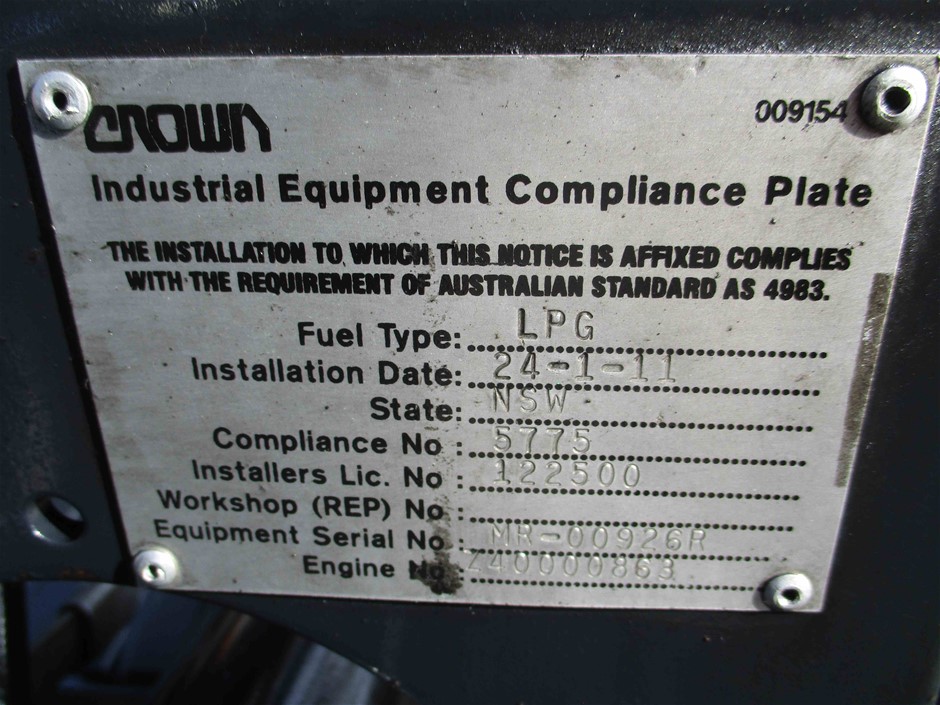 CROWN
009154
Industrial Equipment Compliance Plate
THE INSTALLATION TO WHICH THIS NOTICE IS AFFIXED COMPLIES
WITH THE REQUIREMENT OF AUSTRALIAN STANDARD AS 4983.
Fuel Type: LPG
Installation Date: 24-1-11
State: NSW
Compliance No : 5775
Installers Lic. No : 122500
Workshop (REP) No :
Equipment Serial No : MR-00926R
Engine No : Z40000863